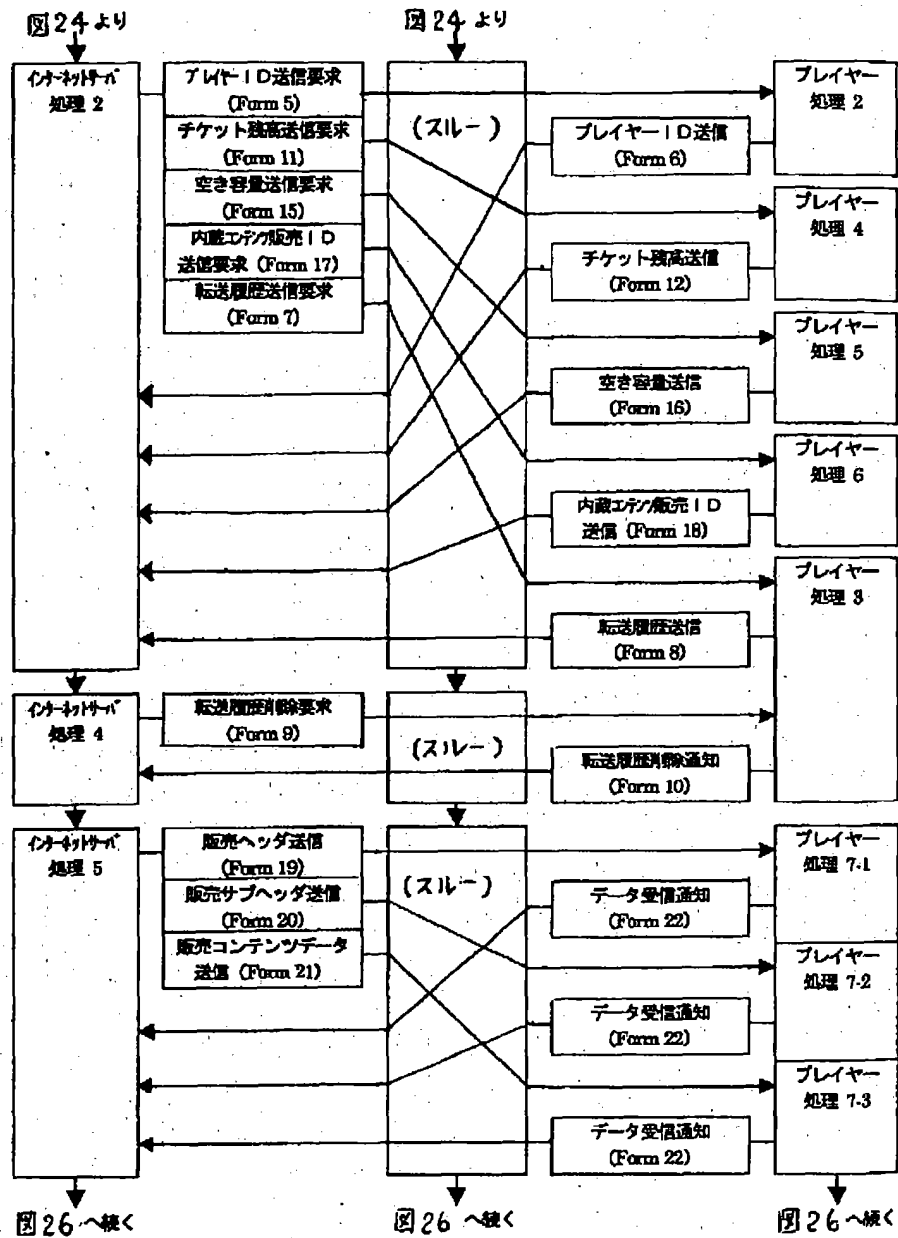 図24より
図24より
インターネットサーバ
処理 2
プレイヤーID送信要求
(Form 5)
チケット残高送信要求
(Form 11)
空き容量送信要求
(Form 15)
内蔵コンテンツ販売ID
送信要求 (Form 17)
転送履歴送信要求
(Form 7)
(スルー)
プレイヤーID送信
(Form 6)
チケット残高送信
(Form 12)
空き容量送信
(Form 16)
内蔵コンテンツ販売ID
送信 (Form 18)
転送履歴送信
(Form 8)
プレイヤー
処理 2
プレイヤー
処理 4
プレイヤー
処理 5
プレイヤー
処理 6
プレイヤー
処理 3
インターネットサーバ
処理 4
転送履歴削除要求
(Form 9)
(スルー)
転送履歴削除通知
(Form 10)
インターネットサーバ
処理 5
販売ヘッダ送信
(Form 19)
販売サブヘッダ送信
(Form 20)
販売コンテンツデータ
送信 (Form 21)
(スルー)
データ受信通知
(Form 22)
データ受信通知
(Form 22)
データ受信通知
(Form 22)
プレイヤー
処理 7-1
プレイヤー
処理 7-2
プレイヤー
処理 7-3
図26へ続く
図26へ続く
図26へ続く